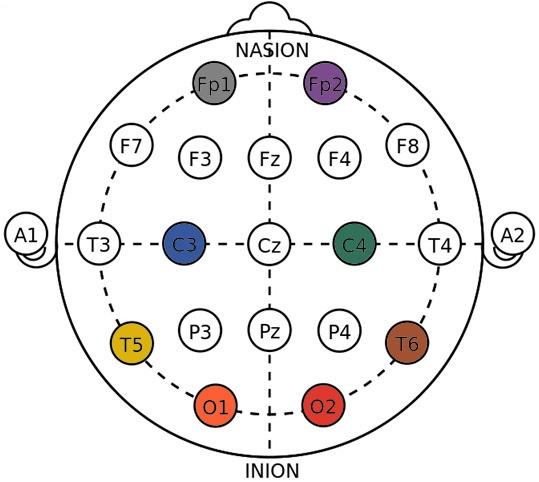 NASION
Fp1 Fp2
F7 F3 Fz F4 F8
A1 T3 C3 Cz C4 T4 A2
T5 P3 Pz P4 T6
O1 O2
INION